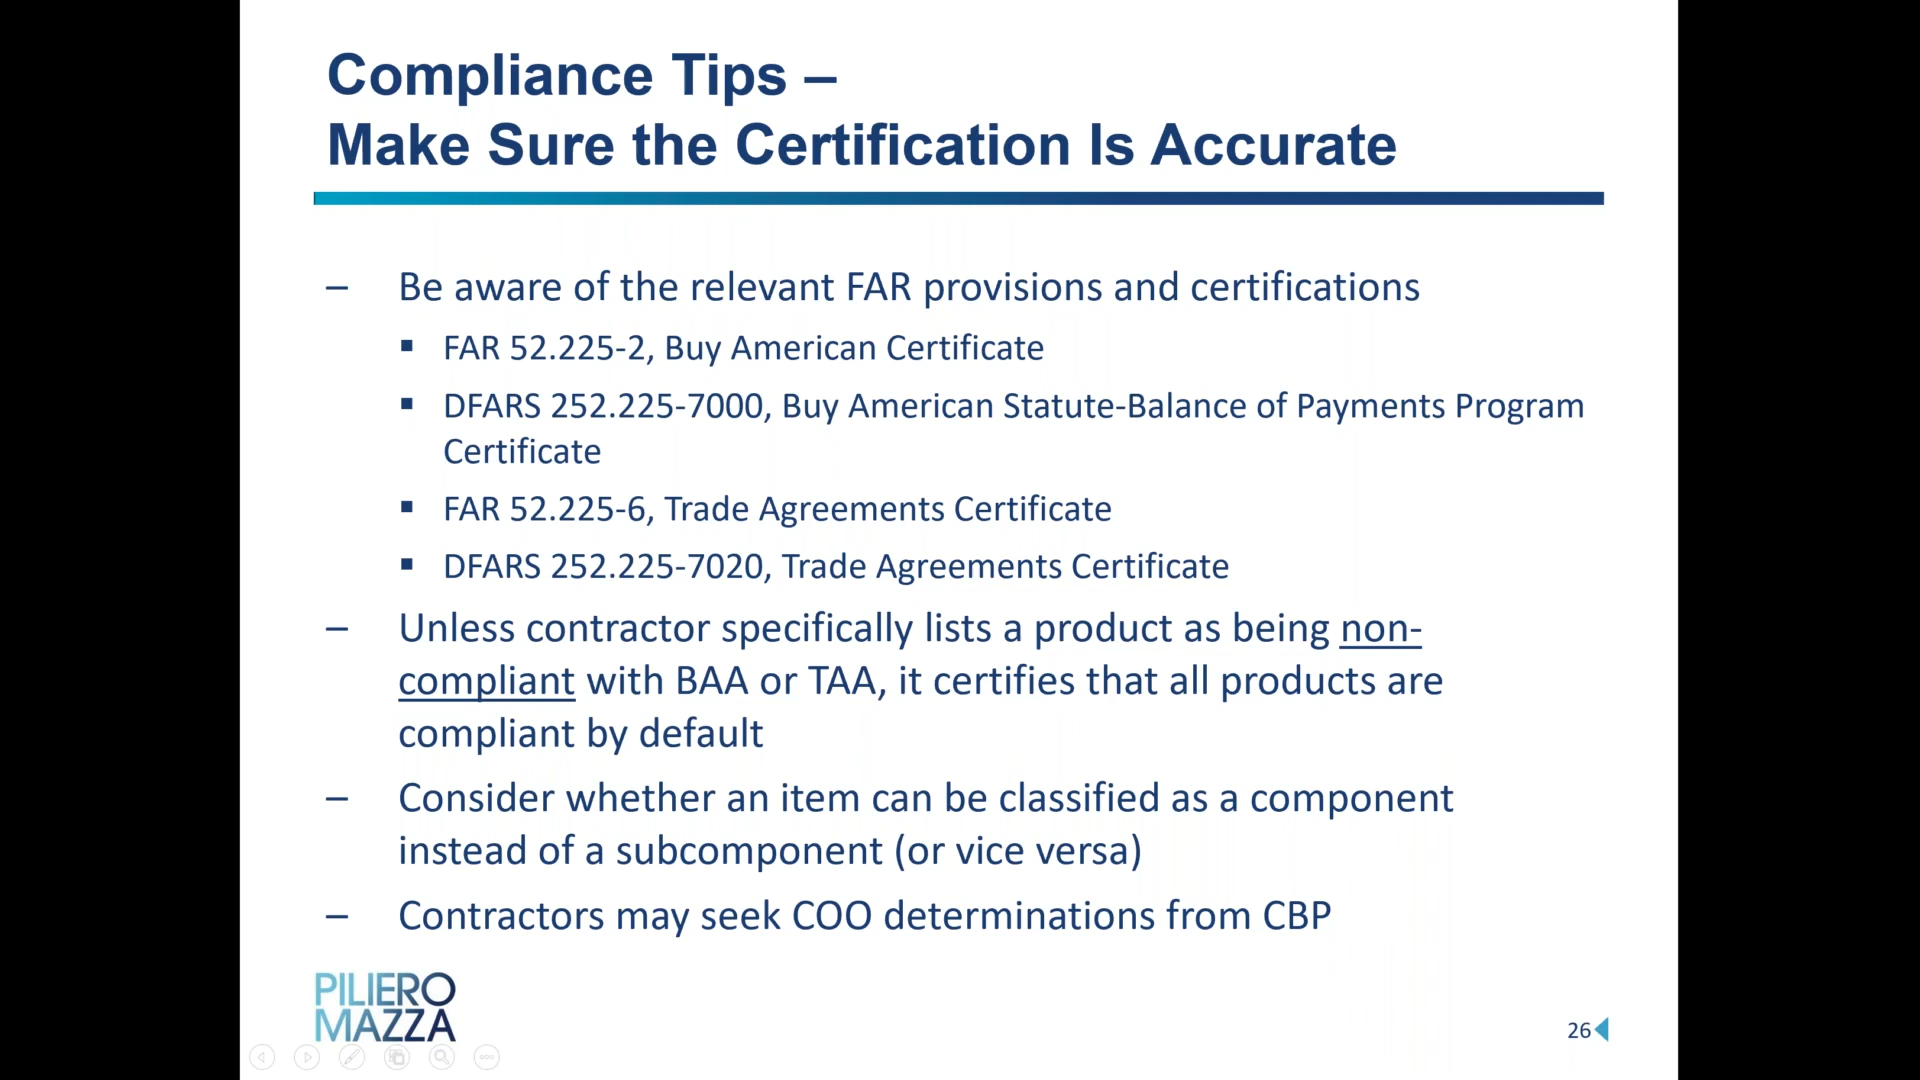 Compliance Tips –
Make Sure the Certification Is Accurate
– Be aware of the relevant FAR provisions and certifications
▪ FAR 52.225-2, Buy American Certificate
▪ DFARS 252.225-7000, Buy American Statute-Balance of Payments Program
Certificate
▪ FAR 52.225-6, Trade Agreements Certificate
▪ DFARS 252.225-7020, Trade Agreements Certificate
– Unless contractor specifically lists a product as being non-
compliant with BAA or TAA, it certifies that all products are
compliant by default
– Consider whether an item can be classified as a component
instead of a subcomponent (or vice versa)
– Contractors may seek COO determinations from CBP
PILIERO
MAZZA
26